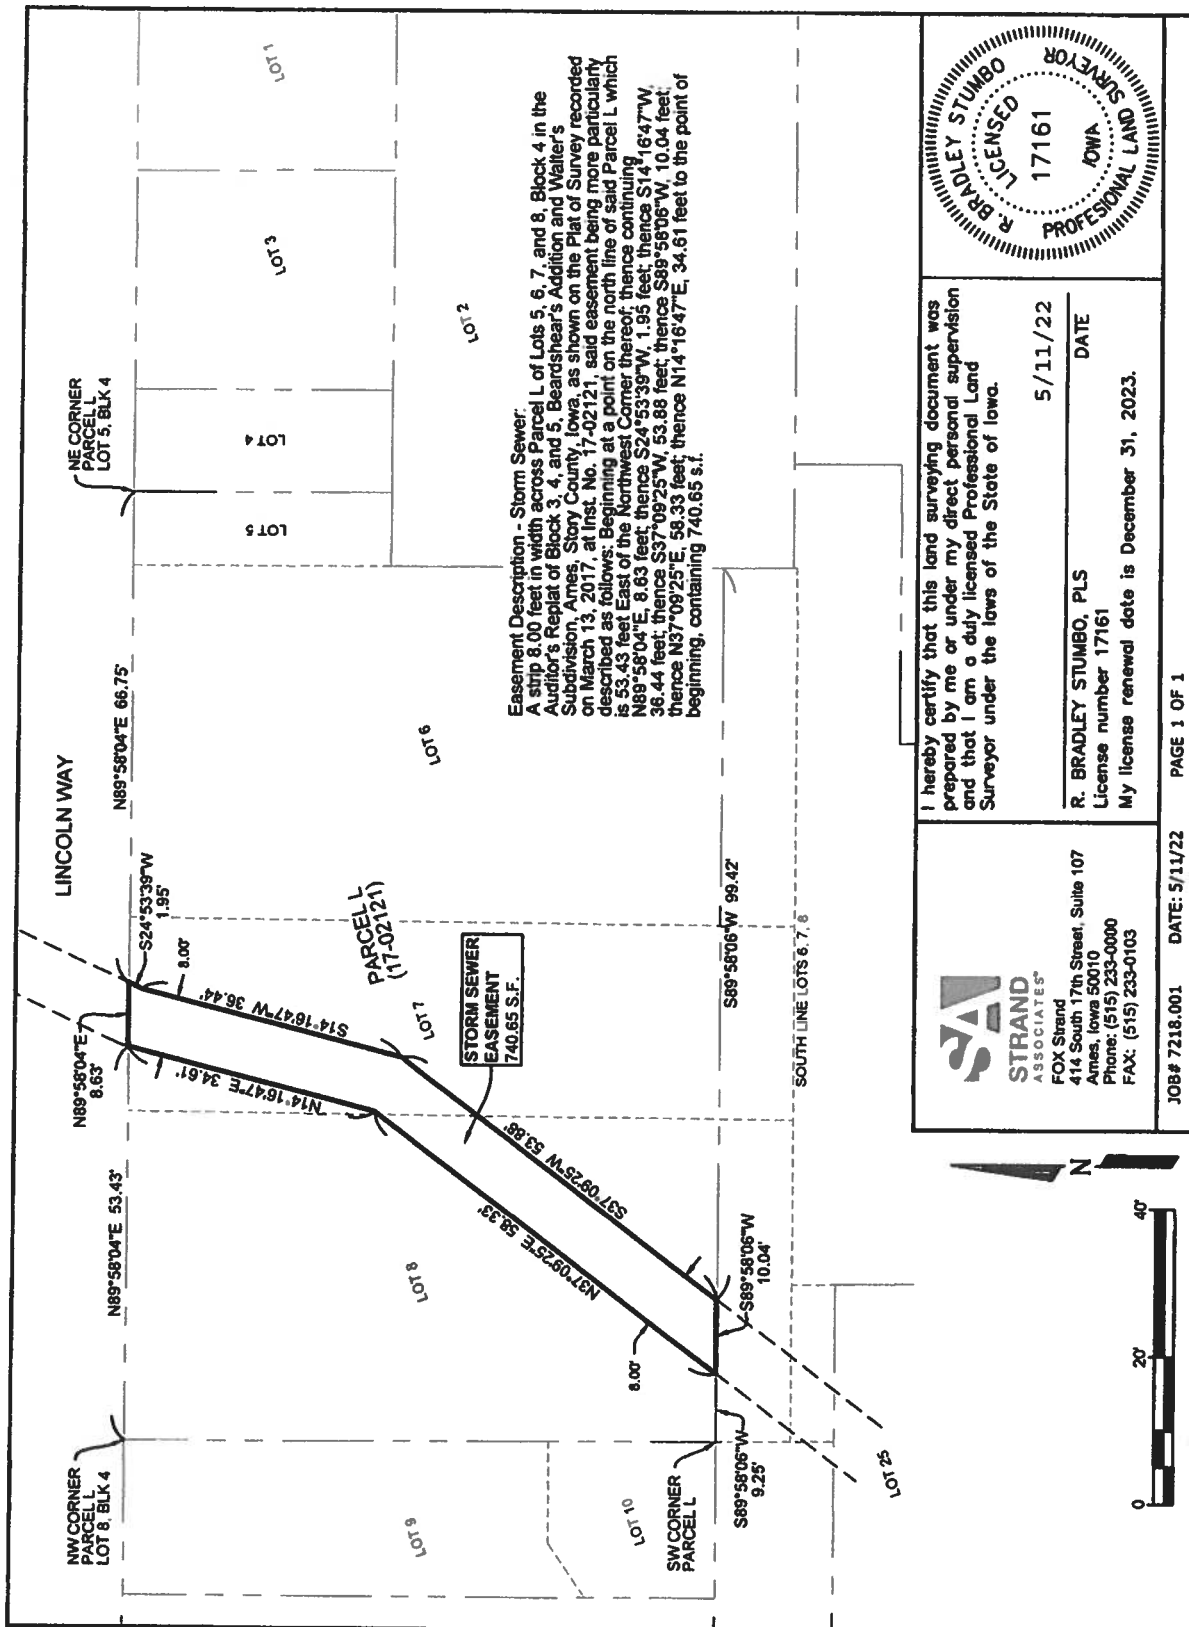 LINCOLN WAY
NW CORNER
PARCEL L
LOT 8, BLK 4
N89°58'04"E 53.43'
N89°58'04"E
8.63'
S24°53'39"W
1.95'
N89°58'04"E 66.75'
NE CORNER
PARCEL L
LOT 5, BLK 4
8.00'
S14°16'47"W 36.44'
N14°16'47"E 34.61'
PARCEL L
(17-02121)
LOT 1
LOT 3
LOT 4
LOT 5
LOT 2
LOT 6
LOT 7
LOT 8
LOT 9
LOT 10
STORM SEWER
EASEMENT
740.65 S.F.
S37°09'25"W 53.88'
N37°09'25"E 58.33'
8.00'
SW CORNER
PARCEL L
S89°58'06"W
9.25'
S89°58'06"W
10.04'
S89°58'06"W 99.42'
SOUTH LINE LOTS 6, 7, 8
LOT 25
Easement Description - Storm Sewer:
A strip 8.00 feet in width across Parcel L of Lots 5, 6, 7, and 8, Block 4 in the
Auditor's Replat of Block 3, 4, and 5, Beardshear's Addition and Walter's
Subdivision, Ames, Story County, Iowa, as shown on the Plat of Survey recorded
on March 13, 2017, at Inst. No. 17-02121, said easement being more particularly
described as follows: Beginning at a point on the north line of said Parcel L which
is 53.43 feet East of the Northwest Corner thereof; thence continuing
N89°58'04"E, 8.63 feet; thence S24°53'39"W, 1.95 feet; thence S14°16'47"W,
36.44 feet; thence S37°09'25"W, 53.88 feet; thence S89°58'06"W, 10.04 feet;
thence N37°09'25"E, 58.33 feet; thence N14°16'47"E, 34.61 feet to the point of
beginning, containing 740.65 s.f.
0 20' 40'
N
SA
STRAND
ASSOCIATES®
FOX Strand
414 South 17th Street, Suite 107
Ames, Iowa 50010
Phone: (515) 233-0000
FAX: (515) 233-0103
I hereby certify that this land surveying document was
prepared by me or under my direct personal supervision
and that I am a duly licensed Professional Land
Surveyor under the laws of the State of Iowa.
5/11/22
R. BRADLEY STUMBO, PLS DATE
License number 17161
My license renewal date is December 31, 2023.
R. BRADLEY STUMBO
LICENSED
17161
IOWA
PROFESIONAL LAND SURVEYOR
JOB# 7218.001 DATE: 5/11/22 PAGE 1 OF 1